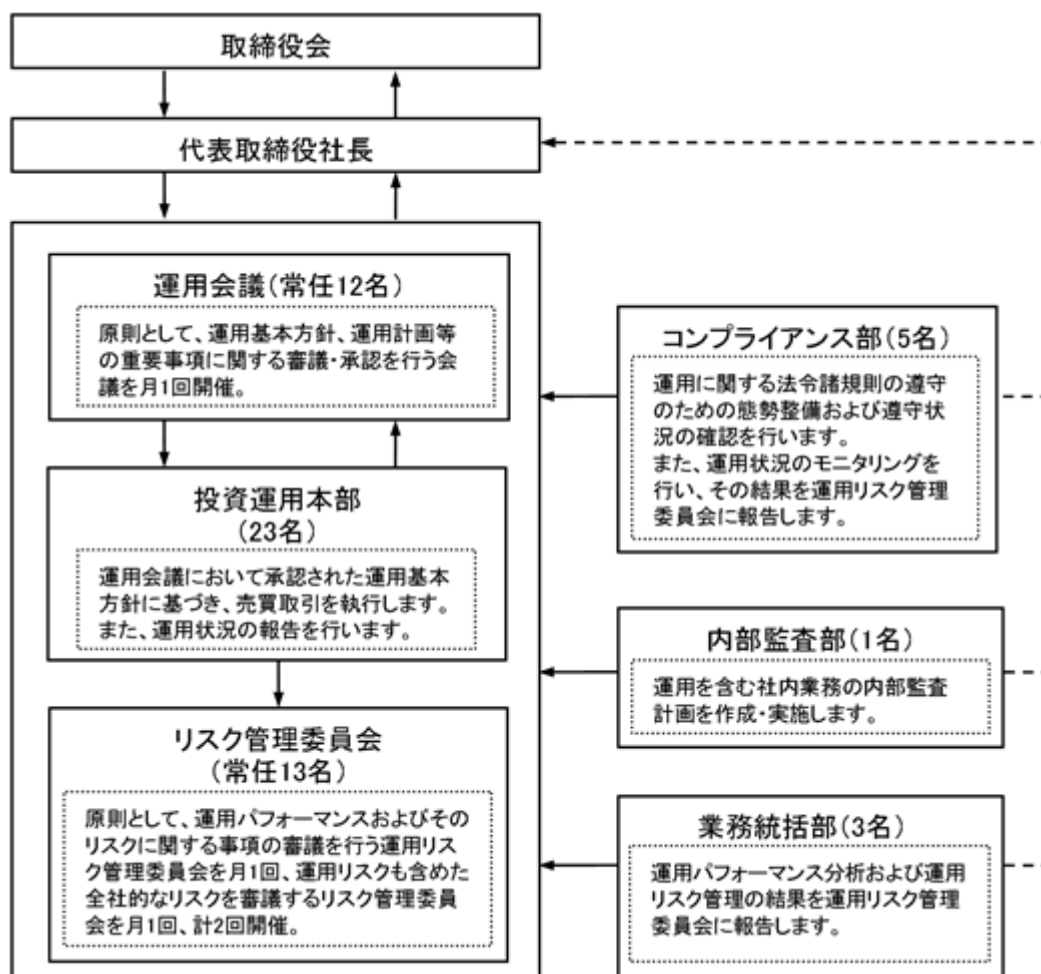 取締役会
代表取締役社長
運用会議(常任12名)
原則として、運用基本方針、運用計画等
の重要事項に関する審議・承認を行う会
議を月1回開催。
投資運用本部
(23名)
運用会議において承認された運用基本
方針に基づき、売買取引を執行します。
また、運用状況の報告を行います。
リスク管理委員会
(常任13名)
原則として、運用パフォーマンスおよびその
リスクに関する事項の審議を行う運用リス
ク管理委員会を月1回、運用リスクも含めた
全社的なリスクを審議するリスク管理委員
会を月1回、計2回開催。
コンプライアンス部(5名)
運用に関する法令諸規則の遵守
のための態勢整備および遵守状
況の確認を行います。
また、運用状況のモニタリングを
行い、その結果を運用リスク管理
委員会に報告します。
内部監査部(1名)
運用を含む社内業務の内部監査
計画を作成・実施します。
業務統括部(3名)
運用パフォーマンス分析および運用
リスク管理の結果を運用リスク管理
委員会に報告します。